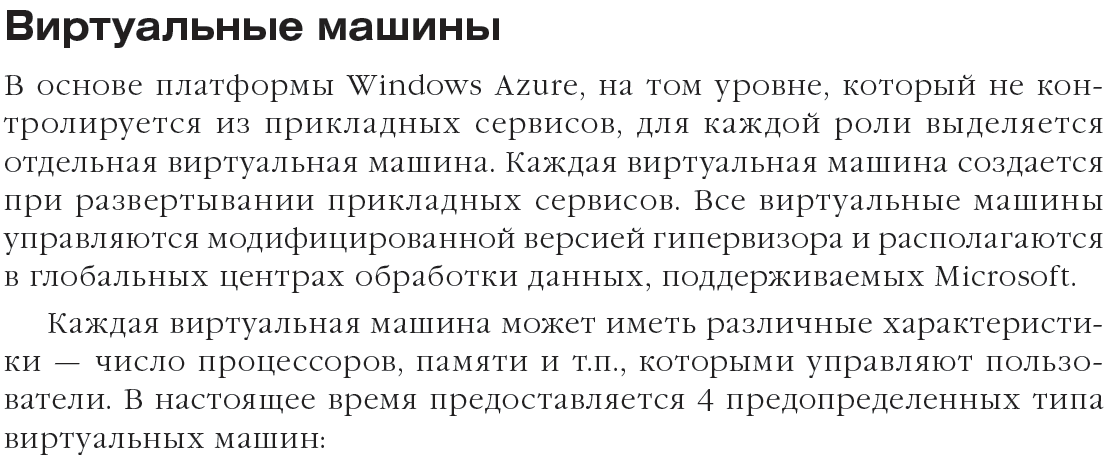 Виртуальные машины
В основе платформы Windows Azure, на том уровне, который не кон-
тролируется из прикладных сервисов, для каждой роли выделяется
отдельная виртуальная машина. Каждая виртуальная машина создается
при развертывании прикладных сервисов. Все виртуальные машины
управляются модифицированной версией гипервизора и располагаются
в глобальных центрах обработки данных, поддерживаемых Microsoft.
Каждая виртуальная машина может иметь различные характеристи-
ки — число процессоров, памяти и т.п., которыми управляют пользо-
ватели. В настоящее время предоставляется 4 предопределенных типа
виртуальных машин: